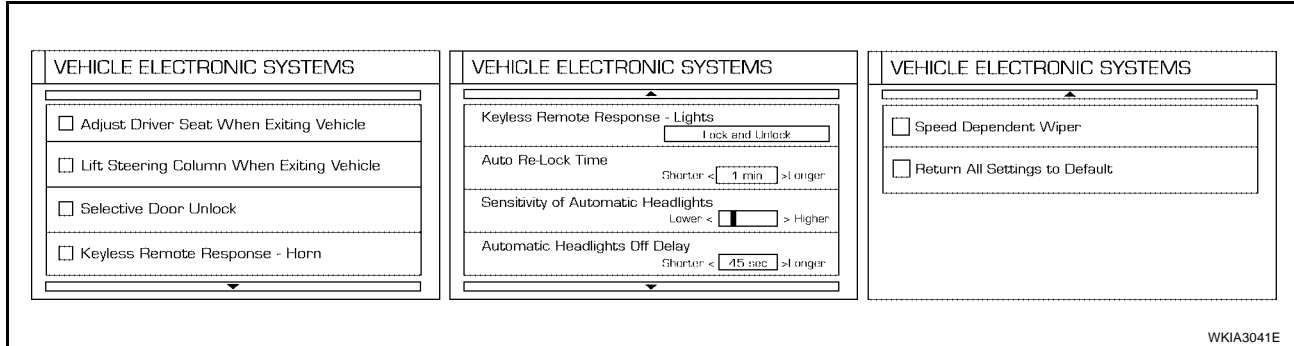 VEHICLE ELECTRONIC SYSTEMS
Adjust Driver Seat When Exiting Vehicle
Lift Steering Column When Exiting Vehicle
Selective Door Unlock
Keyless Remote Response - Horn
VEHICLE ELECTRONIC SYSTEMS
Keyless Remote Response - Lights
Lock and Unlock
Auto Re-Lock Time
Shorter < 1 min >Longer
Sensitivity of Automatic Headlights
Lower < > Higher
Automatic Headlights Off Delay
Shorter < 45 sec >Longer
VEHICLE ELECTRONIC SYSTEMS
Speed Dependent Wiper
Return All Settings to Default
WKIA3041E